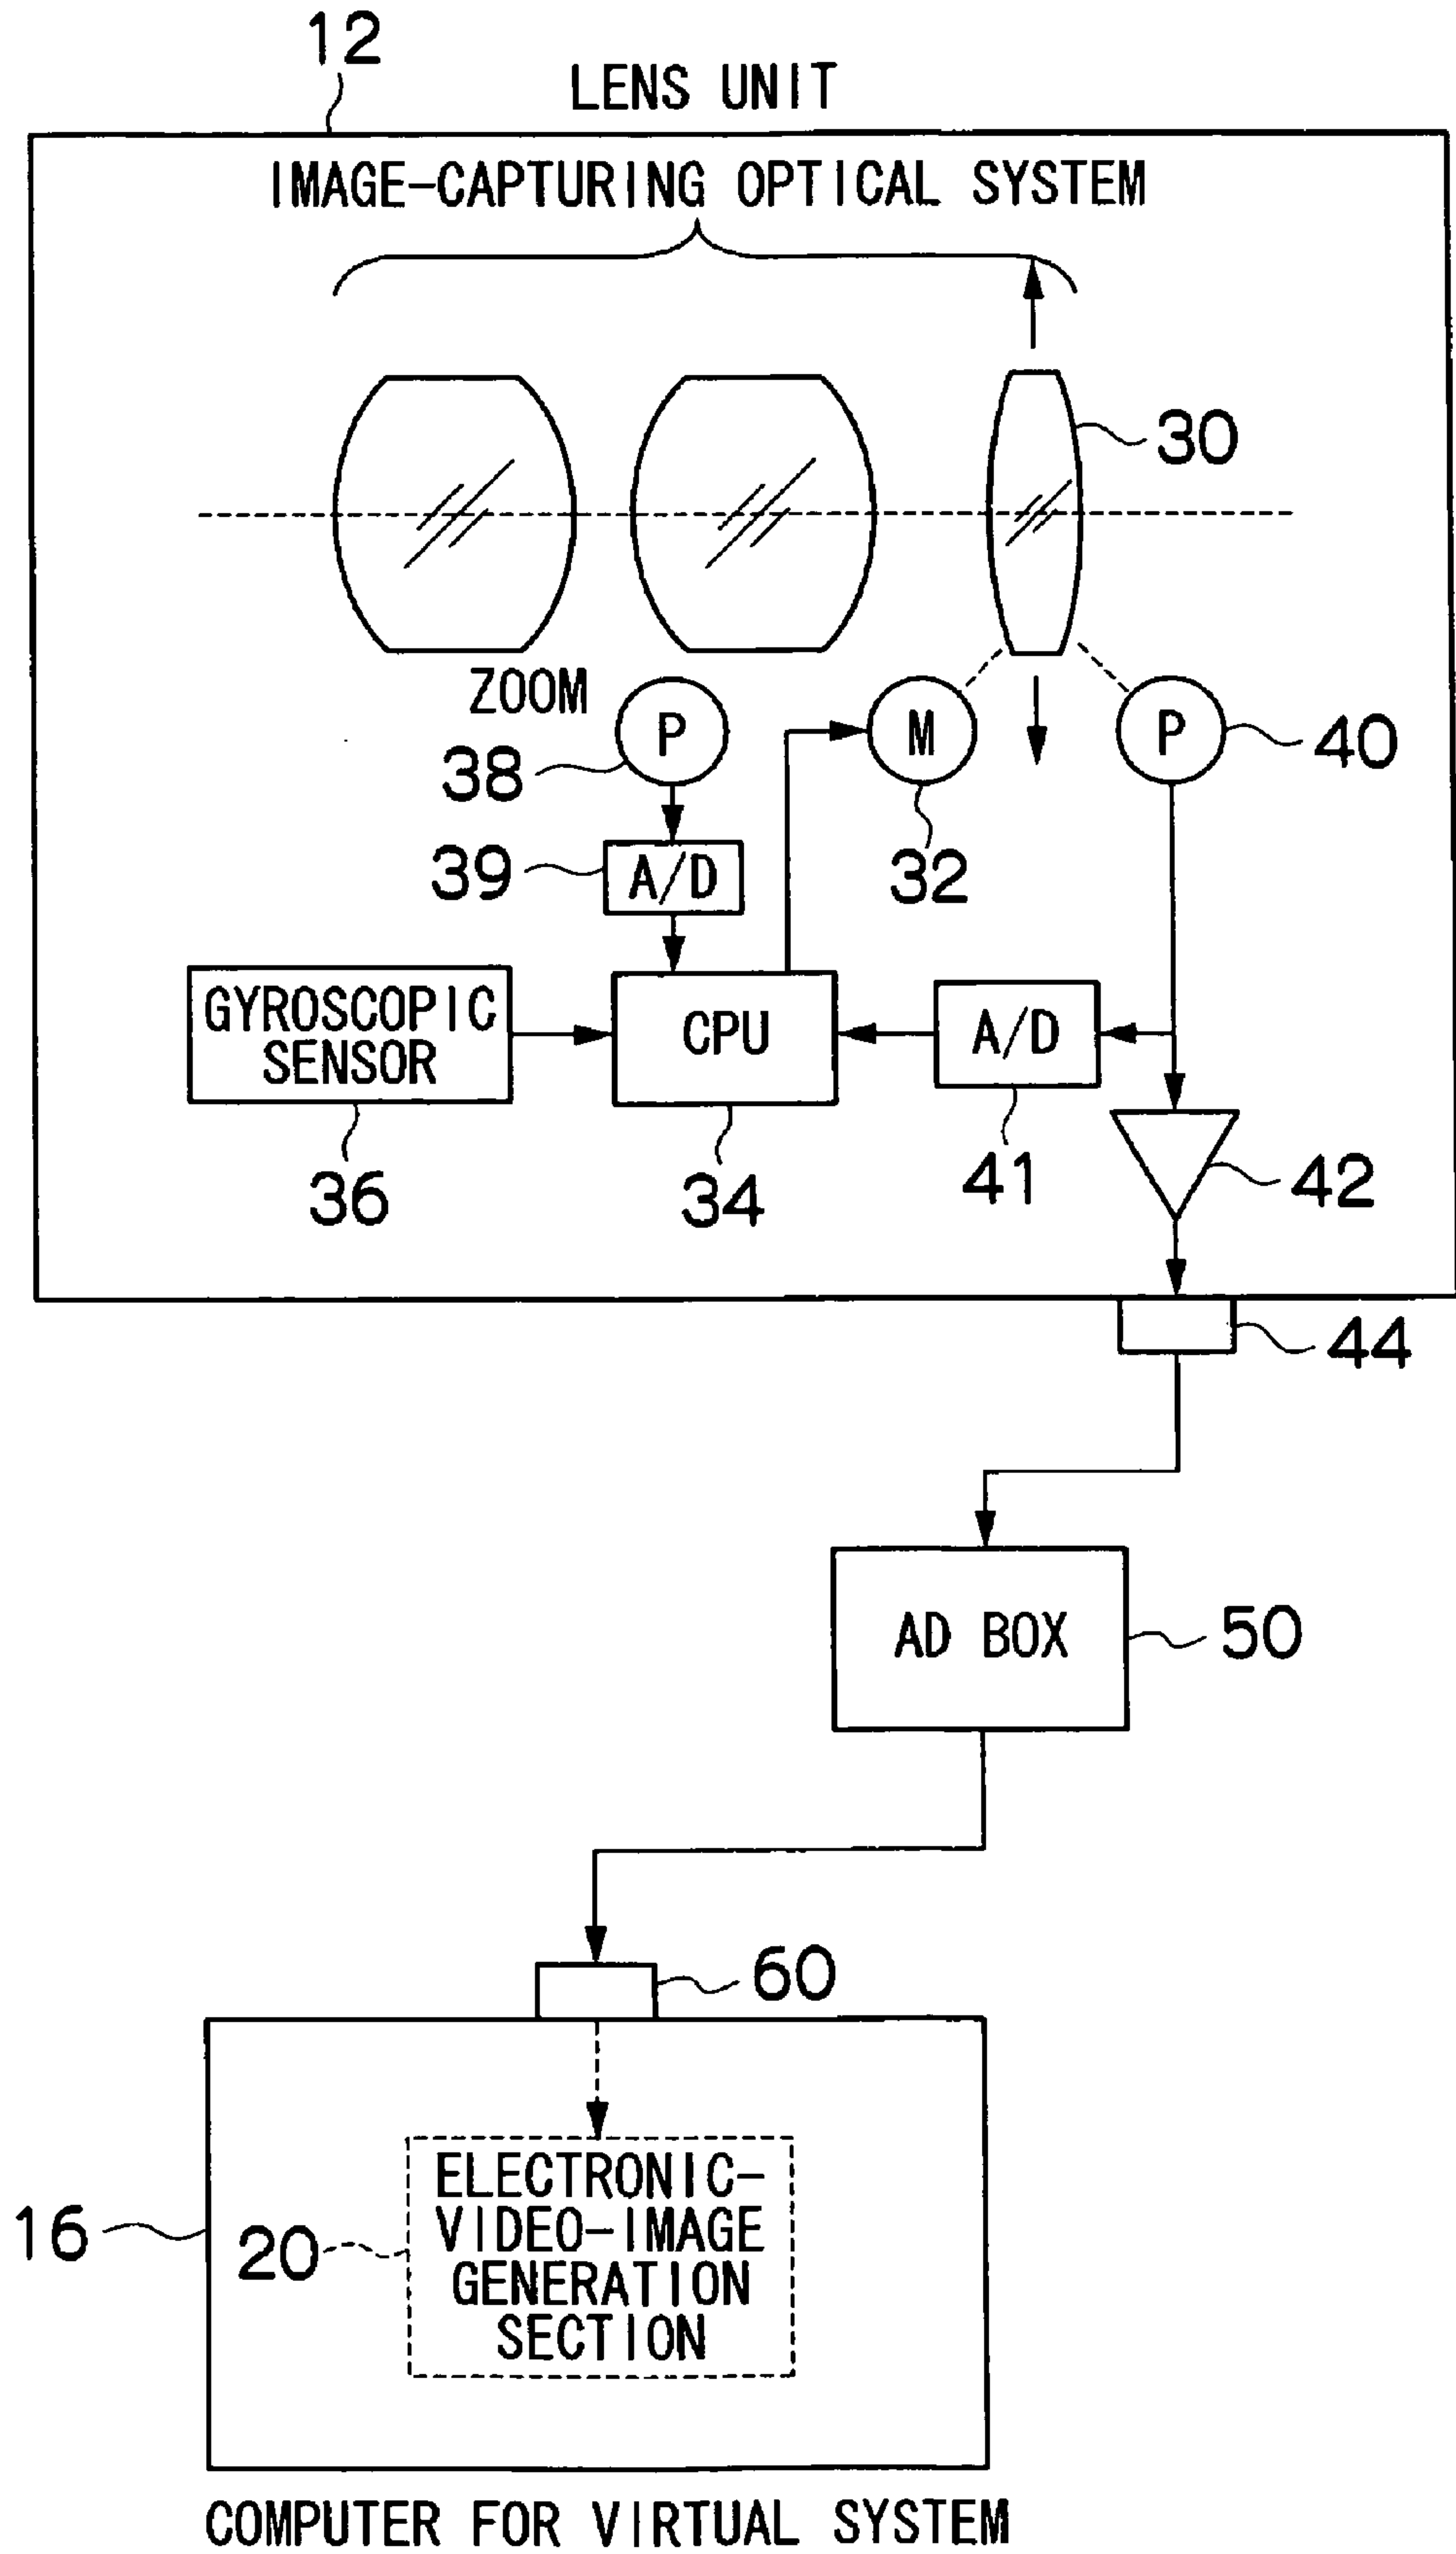 12
LENS UNIT
IMAGE-CAPTURING OPTICAL SYSTEM
30
ZOOM
P
M
P
38
40
32
39
A/D
GYROSCOPIC
SENSOR
CPU
A/D
36
34
41
42
44
AD BOX
50
60
16
20
ELECTRONIC-
VIDEO-IMAGE
GENERATION
SECTION
COMPUTER FOR VIRTUAL SYSTEM